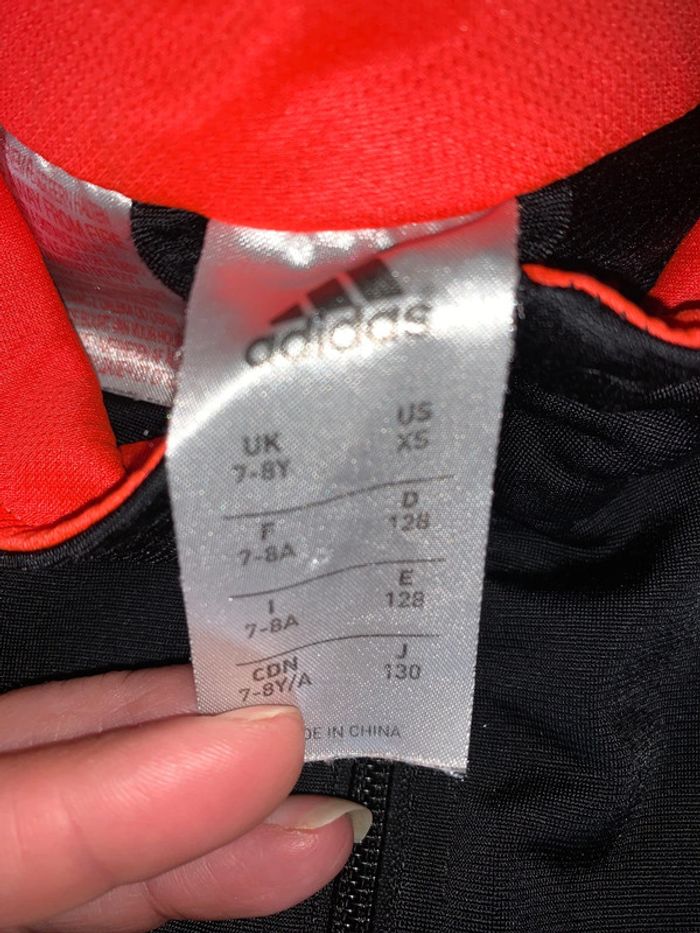 adidas
UK US
7-8Y XS
F D
7-8A 128
I E
7-8A 128
CDN J
7-8Y/A 130
DE IN CHINA